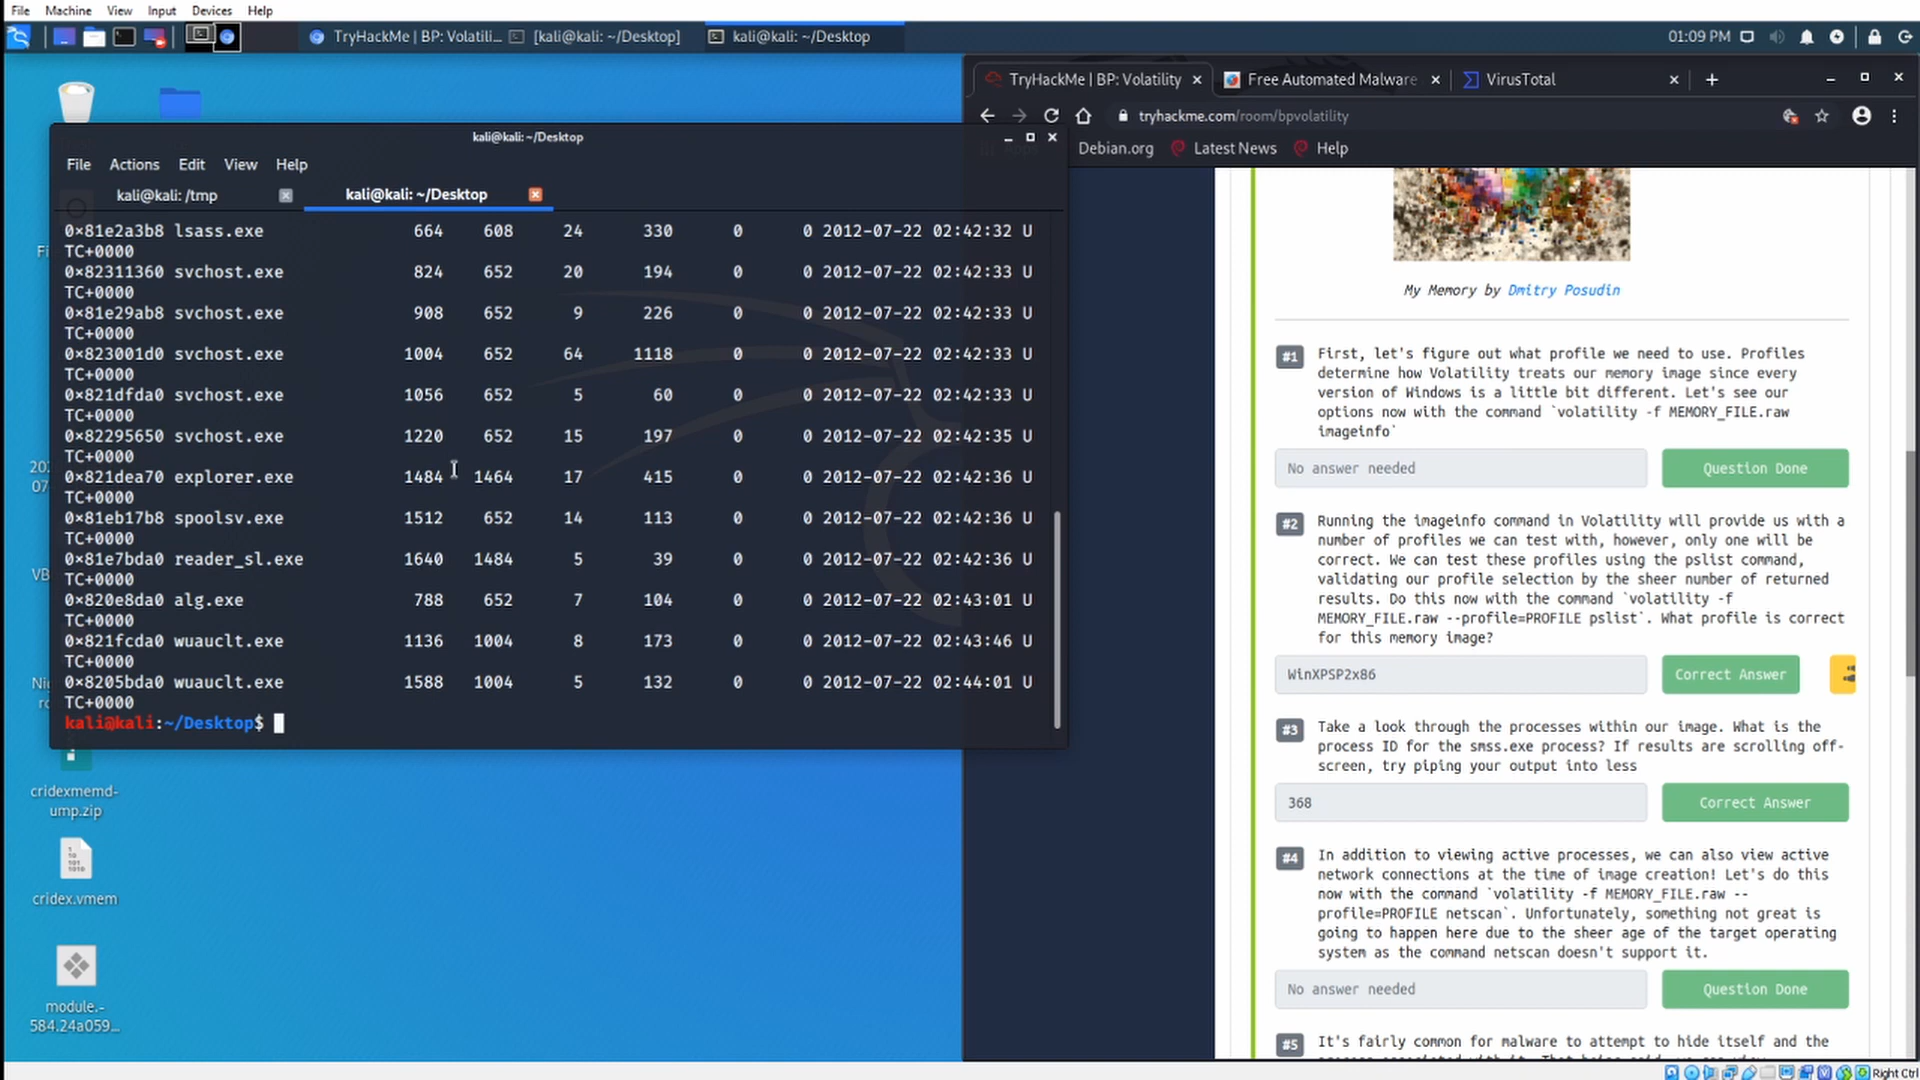 File Machine View Input Devices Help
TryHackMe | BP: Volatili... [kali@kali: ~/Desktop] kali@kali: ~/Desktop 01:09 PM
TryHackMe | BP: Volatility Free Automated Malware VirusTotal
tryhackme.com/room/bpvolatility
Debian.org Latest News Help
kali@kali: ~/Desktop
File Actions Edit View Help
kali@kali: /tmp kali@kali: ~/Desktop
0×81e2a3b8 lsass.exe 664 608 24 330 0 0 2012-07-22 02:42:32 U
TC+0000
0×82311360 svchost.exe 824 652 20 194 0 0 2012-07-22 02:42:33 U
TC+0000
0×81e29ab8 svchost.exe 908 652 9 226 0 0 2012-07-22 02:42:33 U
TC+0000
0×823001d0 svchost.exe 1004 652 64 1118 0 0 2012-07-22 02:42:33 U
TC+0000
0×821dfda0 svchost.exe 1056 652 5 60 0 0 2012-07-22 02:42:33 U
TC+0000
0×82295650 svchost.exe 1220 652 15 197 0 0 2012-07-22 02:42:35 U
TC+0000
0×821dea70 explorer.exe 1484 1464 17 415 0 0 2012-07-22 02:42:36 U
TC+0000
0×81eb17b8 spoolsv.exe 1512 652 14 113 0 0 2012-07-22 02:42:36 U
TC+0000
0×81e7bda0 reader_sl.exe 1640 1484 5 39 0 0 2012-07-22 02:42:36 U
TC+0000
0×820e8da0 alg.exe 788 652 7 104 0 0 2012-07-22 02:43:01 U
TC+0000
0×821fcda0 wuauclt.exe 1136 1004 8 173 0 0 2012-07-22 02:43:46 U
TC+0000
0×8205bda0 wuauclt.exe 1588 1004 5 132 0 0 2012-07-22 02:44:01 U
TC+0000
kali@kali:~/Desktop$
cridexmemd-
ump.zip
cridex.vmem
module.-
584.24a059...
My Memory by Dmitry Posudin
#1 First, let's figure out what profile we need to use. Profiles
determine how Volatility treats our memory image since every
version of Windows is a little bit different. Let's see our
options now with the command `volatility -f MEMORY_FILE.raw
imageinfo`
No answer needed Question Done
#2 Running the imageinfo command in Volatility will provide us with a
number of profiles we can test with, however, only one will be
correct. We can test these profiles using the pslist command,
validating our profile selection by the sheer number of returned
results. Do this now with the command `volatility -f
MEMORY_FILE.raw --profile=PROFILE pslist`. What profile is correct
for this memory image?
WinXPSP2x86 Correct Answer
#3 Take a look through the processes within our image. What is the
process ID for the smss.exe process? If results are scrolling off-
screen, try piping your output into less
368 Correct Answer
#4 In addition to viewing active processes, we can also view active
network connections at the time of image creation! Let's do this
now with the command `volatility -f MEMORY_FILE.raw --
profile=PROFILE netscan`. Unfortunately, something not great is
going to happen here due to the sheer age of the target operating
system as the command netscan doesn't support it.
No answer needed Question Done
#5 It's fairly common for malware to attempt to hide itself and the
Right Ctrl